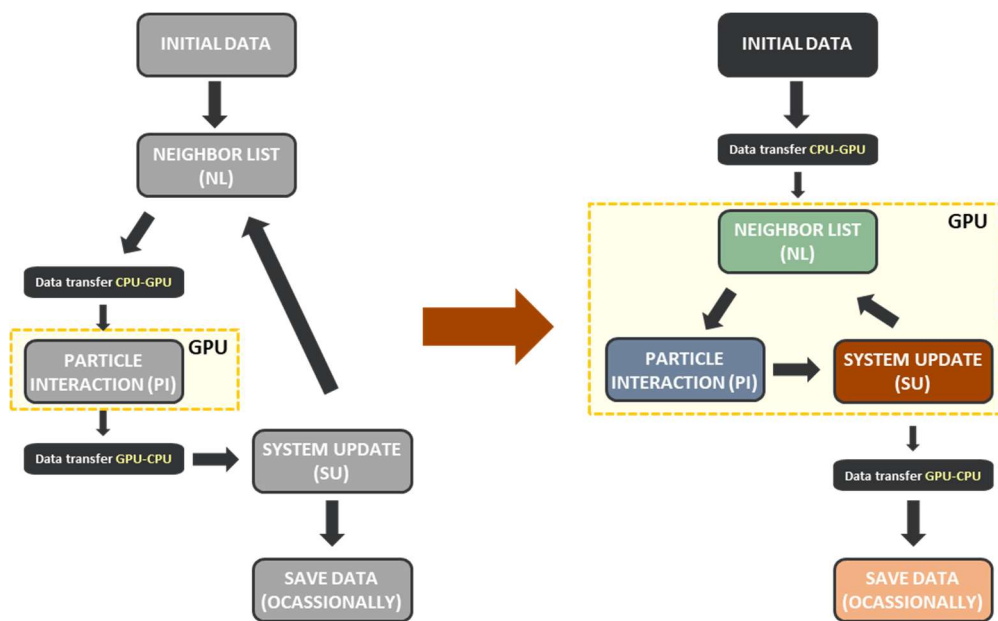 INITIAL DATA
NEIGHBOR LIST
(NL)
Data transfer CPU-GPU
GPU
PARTICLE
INTERACTION (PI)
Data transfer GPU-CPU
SYSTEM UPDATE
(SU)
SAVE DATA
(OCASSIONALLY)
INITIAL DATA
Data transfer CPU-GPU
GPU
NEIGHBOR LIST
(NL)
PARTICLE
INTERACTION (PI)
SYSTEM UPDATE
(SU)
Data transfer GPU-CPU
SAVE DATA
(OCASSIONALLY)